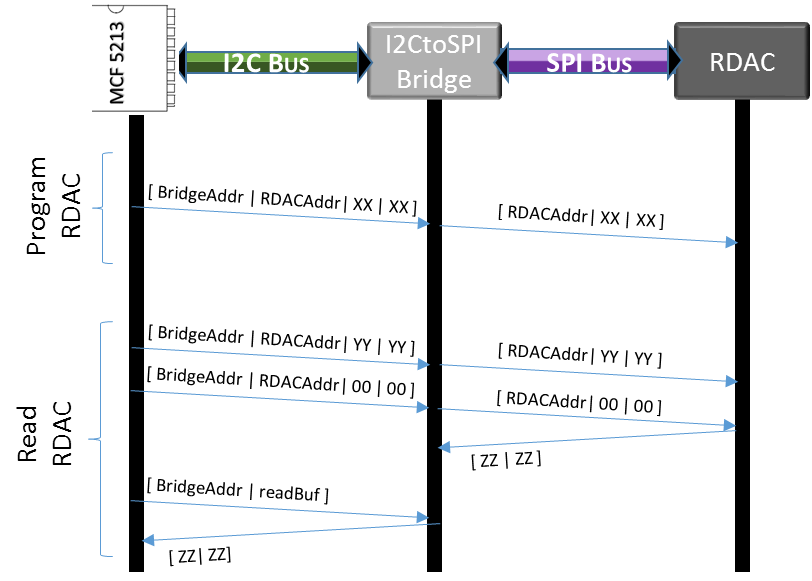 MCF 5213
I2C BUS
I2CtoSPI
Bridge
SPI BUS
RDAC
Program
RDAC
[ BridgeAddr | RDACAddr| XX | XX ]
[ RDACAddr| XX | XX ]
Read
RDAC
[ BridgeAddr | RDACAddr| YY | YY ]
[ RDACAddr| YY | YY ]
[ BridgeAddr | RDACAddr| 00 | 00 ]
[ RDACAddr| 00 | 00 ]
[ ZZ | ZZ ]
[ BridgeAddr | readBuf ]
[ ZZ| ZZ]